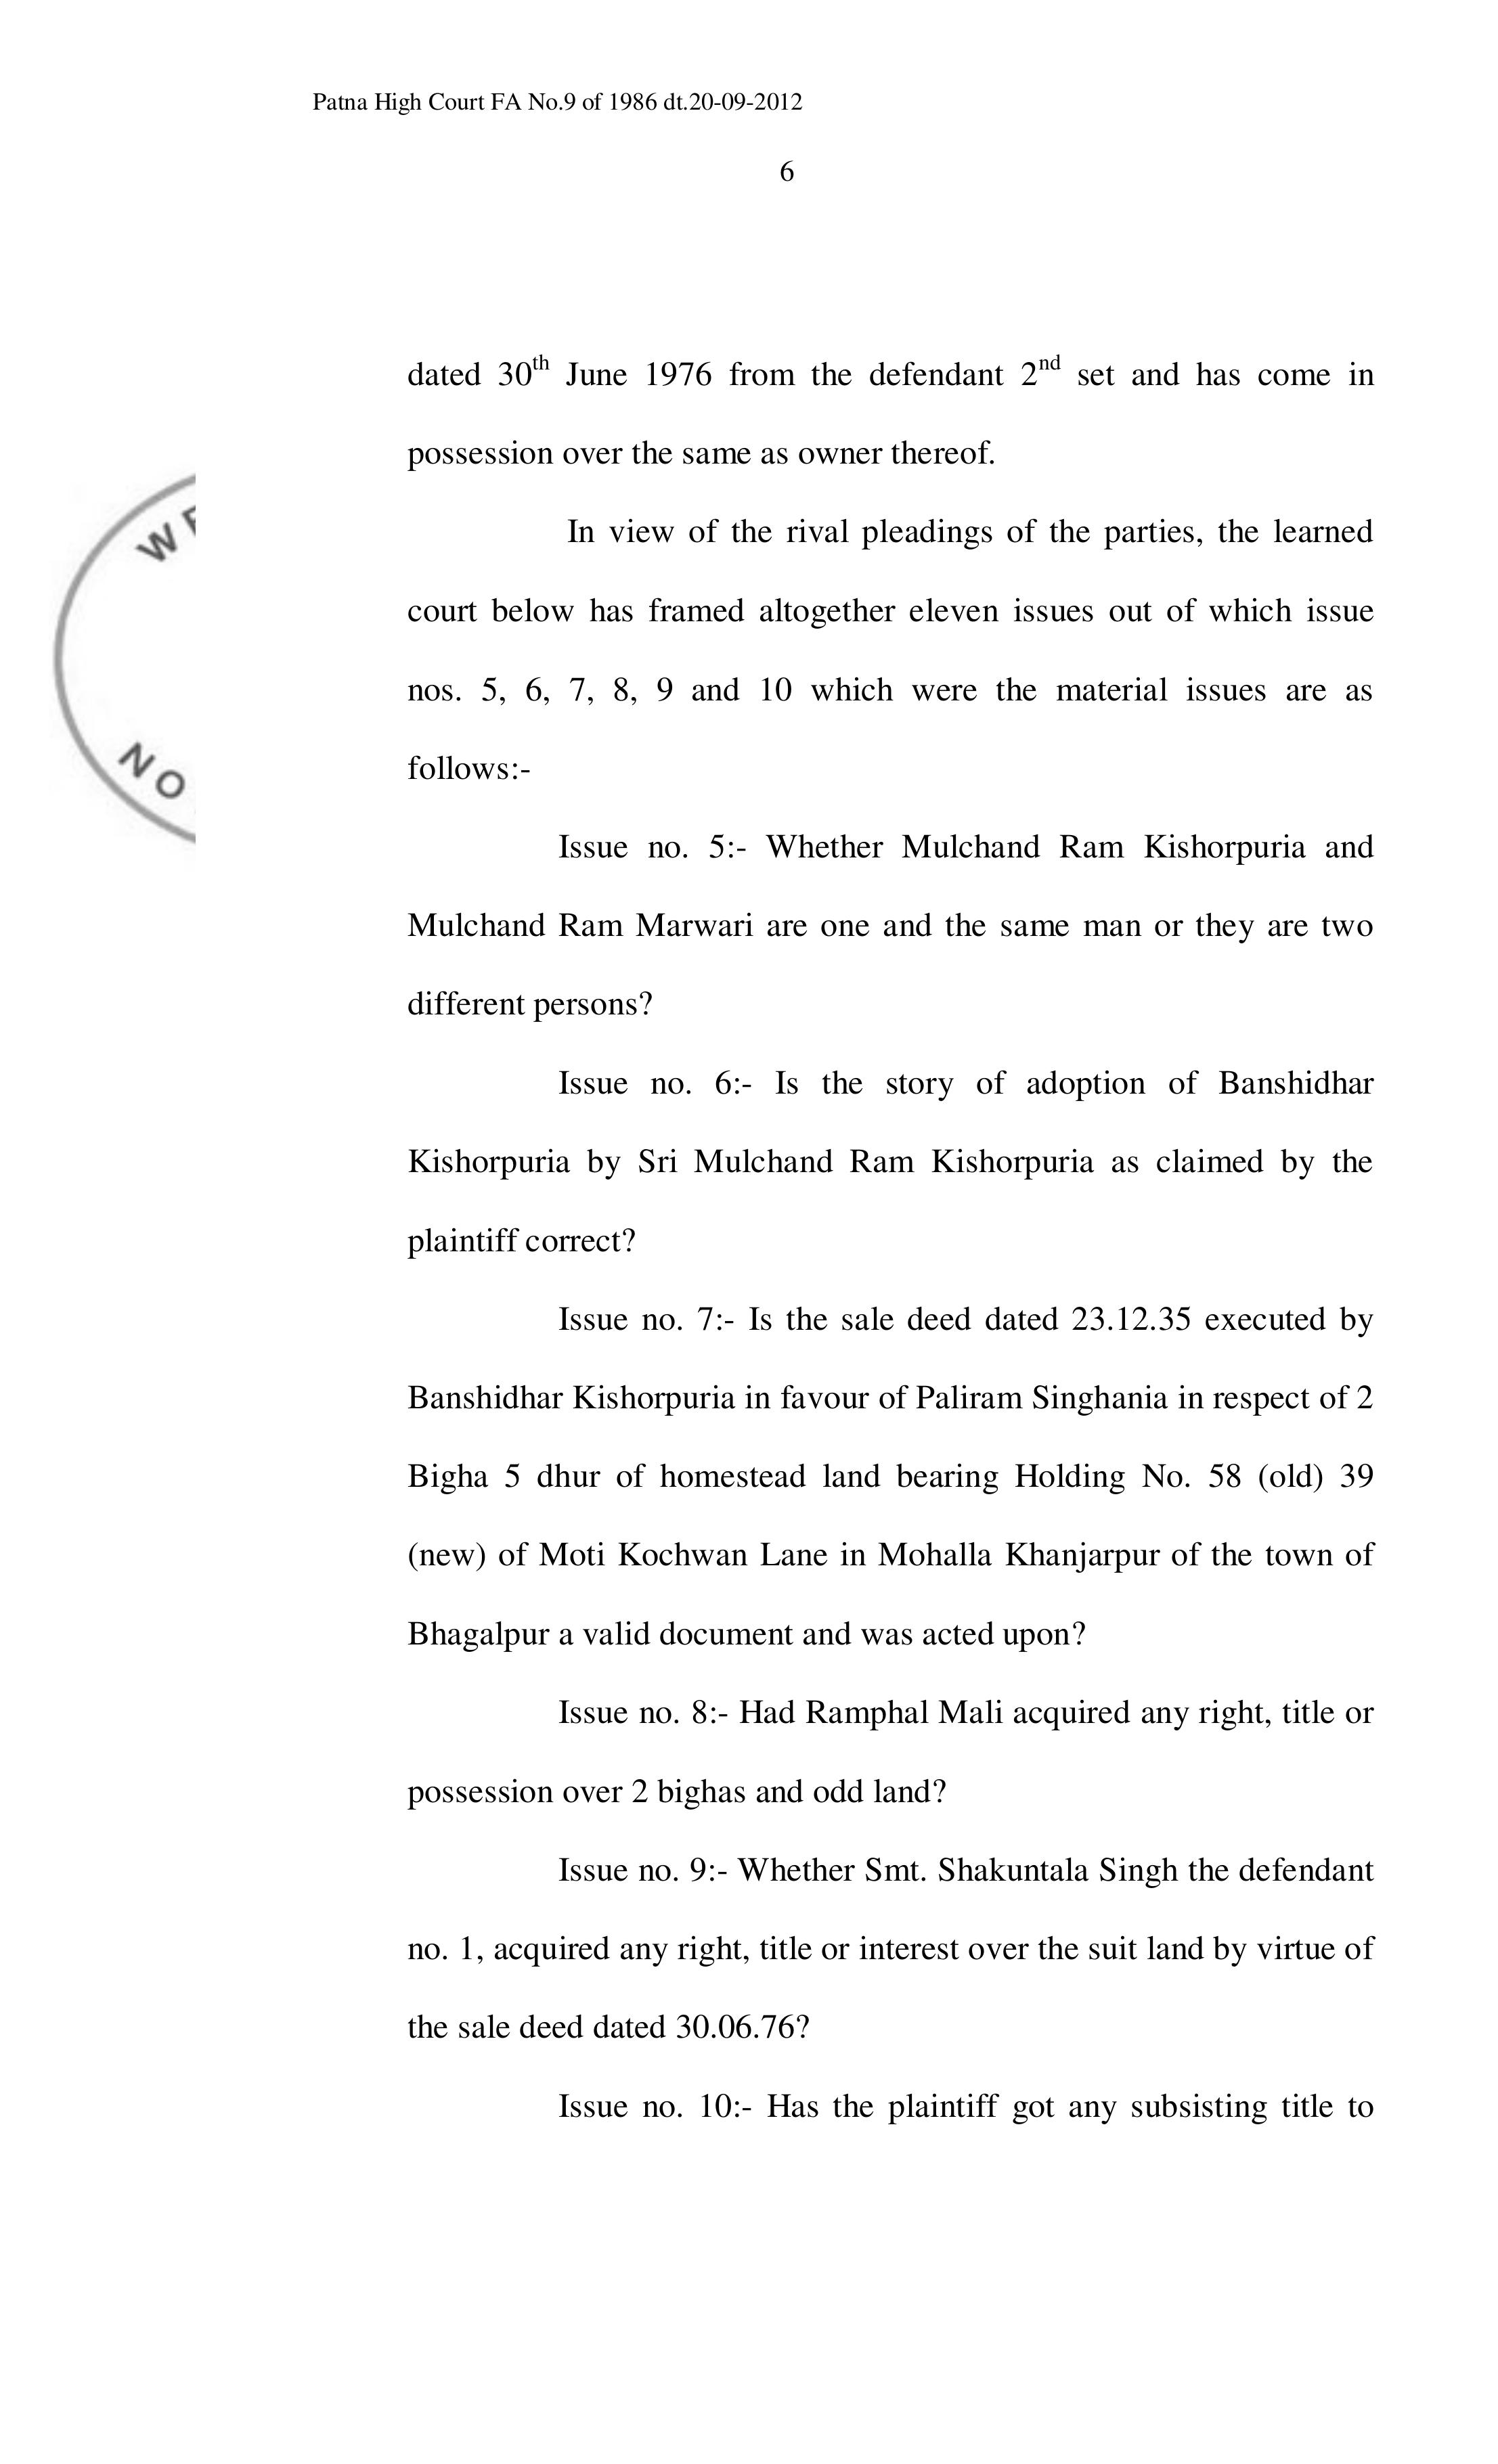 Patna High Court FA No.9 of 1986 dt.20-09-2012
6
dated 30th June 1976 from the defendant 2nd set and has come in
possession over the same as owner thereof.
In view of the rival pleadings of the parties, the learned
court below has framed altogether eleven issues out of which issue
nos. 5, 6, 7, 8, 9 and 10 which were the material issues are as
follows:-
Issue no. 5:- Whether Mulchand Ram Kishorpuria and
Mulchand Ram Marwari are one and the same man or they are two
different persons?
Issue no. 6:- Is the story of adoption of Banshidhar
Kishorpuria by Sri Mulchand Ram Kishorpuria as claimed by the
plaintiff correct?
Issue no. 7:- Is the sale deed dated 23.12.35 executed by
Banshidhar Kishorpuria in favour of Paliram Singhania in respect of 2
Bigha 5 dhur of homestead land bearing Holding No. 58 (old) 39
(new) of Moti Kochwan Lane in Mohalla Khanjarpur of the town of
Bhagalpur a valid document and was acted upon?
Issue no. 8:- Had Ramphal Mali acquired any right, title or
possession over 2 bighas and odd land?
Issue no. 9:- Whether Smt. Shakuntala Singh the defendant
no. 1, acquired any right, title or interest over the suit land by virtue of
the sale deed dated 30.06.76?
Issue no. 10:- Has the plaintiff got any subsisting title to
NO